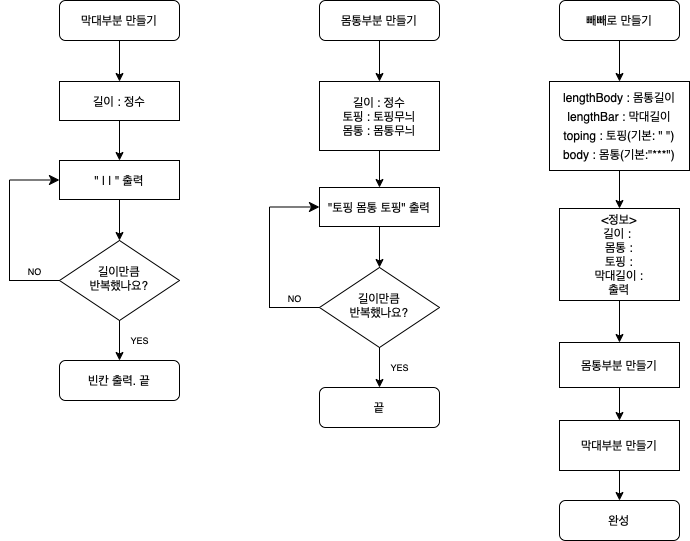 막대부분 만들기
길이 : 정수
" l l " 출력
길이만큼
반복했나요?
NO
YES
빈칸 출력. 끝
몸통부분 만들기
길이 : 정수
토핑 : 토핑무늬
몸통 : 몸통무늬
"토핑 몸통 토핑" 출력
길이만큼
반복했나요?
NO
YES
끝
빼빼로 만들기
lengthBody : 몸통길이
lengthBar : 막대길이
toping : 토핑(기본: " ")
body : 몸통(기본:"***")
<정보>
길이 :
몸통 :
토핑 :
막대길이 :
출력
몸통부분 만들기
막대부분 만들기
완성